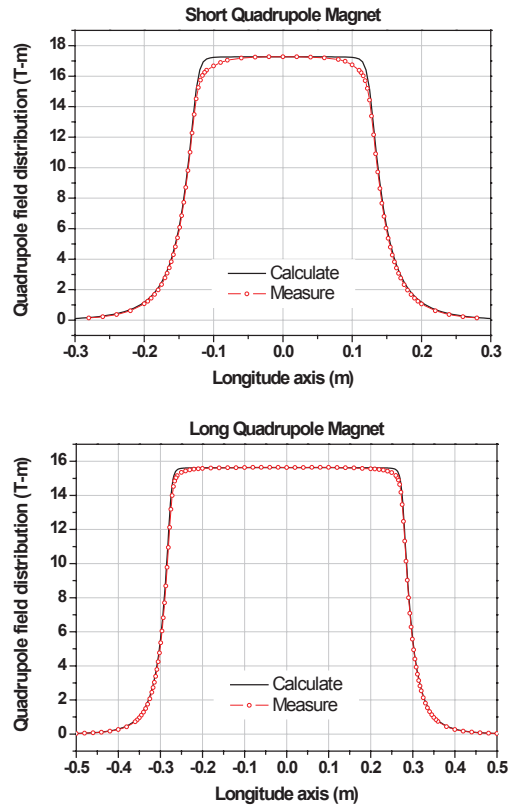 Short Quadrupole Magnet
Quadrupole field distribution (T-m)
18
16
14
12
10
8
6
4
2
0
Calculate
Measure
-0.3 -0.2 -0.1 0.0 0.1 0.2 0.3
Longitude axis (m)
Long Quadrupole Magnet
Quadrupole field distribution (T-m)
16
14
12
10
8
6
4
2
0
Calculate
Measure
-0.5 -0.4 -0.3 -0.2 -0.1 0.0 0.1 0.2 0.3 0.4 0.5
Longitude axis (m)